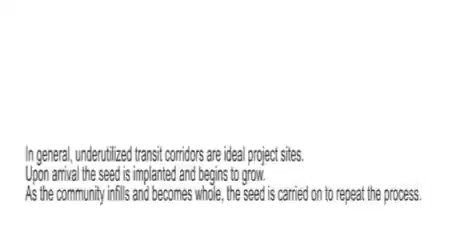 In general, underutilized transit corridors are ideal project sites.
Upon arrival the seed is implanted and begins to grow.
As the community infills and becomes whole, the seed is carried on to repeat the process.